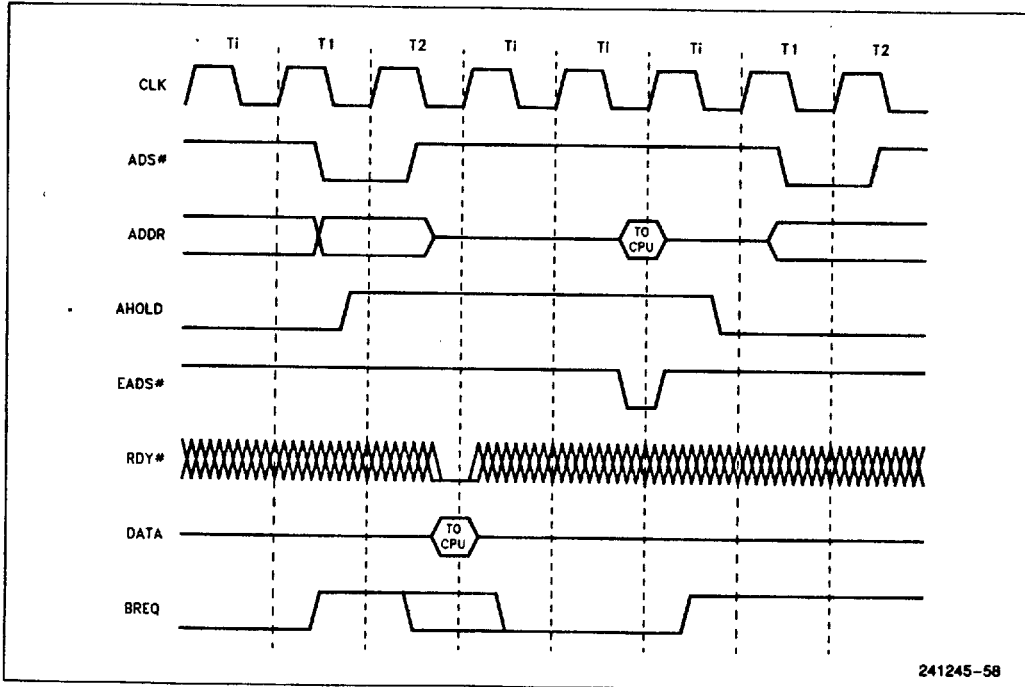 Ti T1 T2 Ti Ti Ti T1 T2
CLK
ADS#
ADDR
TO
CPU
AHOLD
EADS#
RDY#
DATA
TO
CPU
BREQ
241245-58